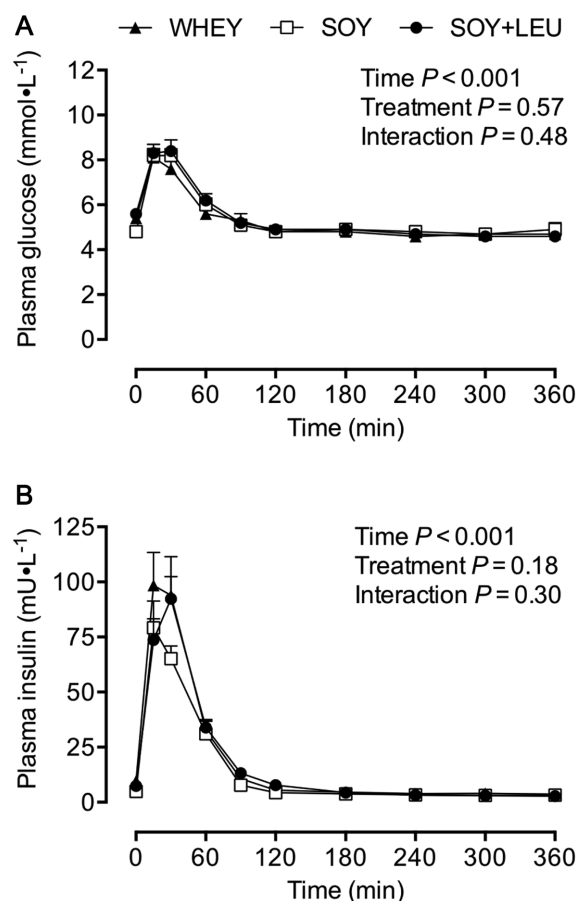 A WHEY SOY SOY+LEU
Time P < 0.001
Treatment P = 0.57
Interaction P = 0.48
Plasma glucose (mmol•L⁻¹)
12
10
8
6
4
2
0
0 60 120 180 240 300 360
Time (min)
B
Time P < 0.001
Treatment P = 0.18
Interaction P = 0.30
Plasma insulin (mU•L⁻¹)
125
100
75
50
25
0
0 60 120 180 240 300 360
Time (min)